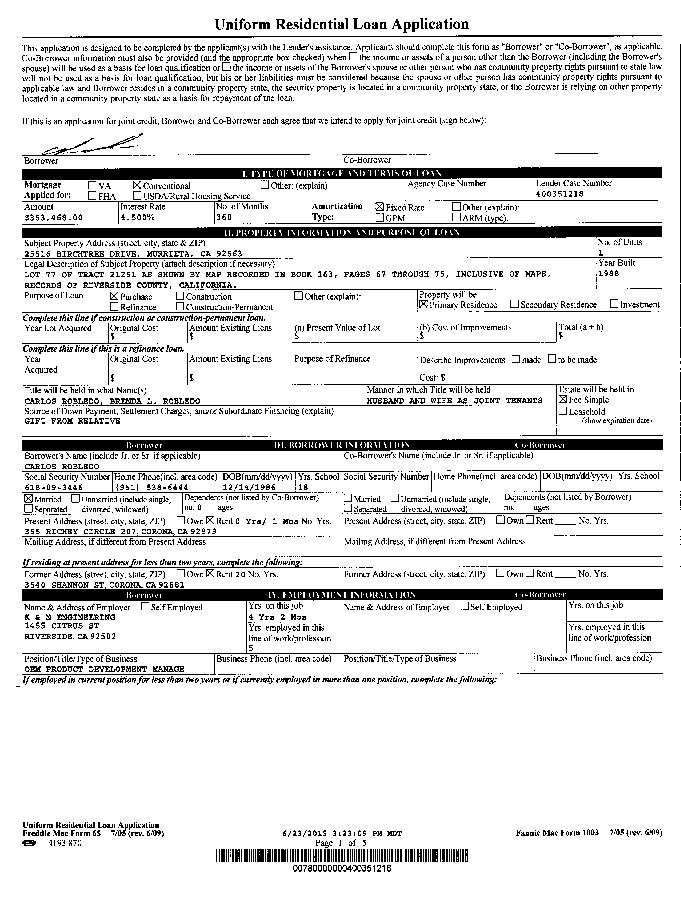 Uniform Residential Loan Application
This application is designed to be completed by the applicant(s) with the Lender's assistance. Applicants should complete this form as "Borrower" or "Co-Borrower", as applicable.
Co-Borrower information must also be provided (and the appropriate box checked) when ☐ the income or assets of a person other than the Borrower (including the Borrower's
spouse) will be used as a basis for loan qualification or ☐ the income or assets of the Borrower's spouse or other person who has community property rights pursuant to state law
will not be used as a basis for loan qualification, but his or her liabilities must be considered because the spouse or other person has community property rights pursuant to
applicable law and Borrower resides in a community property state, the security property is located in a community property state, or the Borrower is relying on other property
located in a community property state as a basis for repayment of the loan.
If this is an application for joint credit, Borrower and Co-Borrower each agree that we intend to apply for joint credit (sign below):
Borrower Co-Borrower
I. TYPE OF MORTGAGE AND TERMS OF LOAN
Mortgage Applied for: ☐ VA ☒ Conventional ☐ Other: (explain) Agency Case Number Lender Case Number
☐ FHA ☐ USDA/Rural Housing Service 400351218
Amount Interest Rate No. of Months Amortization Type: ☒ Fixed Rate ☐ Other (explain):
$353,468.00 4.500% 360 ☐ GPM ☐ ARM (type):
II. PROPERTY INFORMATION AND PURPOSE OF LOAN
Subject Property Address (street, city, state & ZIP) No. of Units
25516 BIRCHTREE DRIVE, MURRIETA, CA 92563 1
Legal Description of Subject Property (attach description if necessary) Year Built
LOT 77 OF TRACT 21251 AS SHOWN BY MAP RECORDED IN BOOK 163, PAGES 67 THROUGH 75, INCLUSIVE OF MAPS, 1988
RECORDS OF RIVERSIDE COUNTY, CALIFORNIA.
Purpose of Loan ☒ Purchase ☐ Construction ☐ Other (explain): Property will be:
☐ Refinance ☐ Construction-Permanent ☒ Primary Residence ☐ Secondary Residence ☐ Investment
Complete this line if construction or construction-permanent loan.
Year Lot Acquired Original Cost Amount Existing Liens (a) Present Value of Lot (b) Cost of Improvements Total (a + b)
$ $ $ $ $
Complete this line if this is a refinance loan.
Year Acquired Original Cost Amount Existing Liens Purpose of Refinance Describe Improvements ☐ made ☐ to be made
$ $ Cost: $
Title will be held in what Name(s) Manner in which Title will be held Estate will be held in
CARLOS ROBLEDO, BRENDA L. ROBLEDO HUSBAND AND WIFE AS JOINT TENANTS ☒ Fee Simple
Source of Down Payment, Settlement Charges, and/or Subordinate Financing (explain) ☐ Leasehold
GIFT FROM RELATIVE (show expiration date)
Borrower III. BORROWER INFORMATION Co-Borrower
Borrower's Name (include Jr. or Sr. if applicable) Co-Borrower's Name (include Jr. or Sr. if applicable)
CARLOS ROBLEDO
Social Security Number Home Phone(incl. area code) DOB(mm/dd/yyyy) Yrs. School Social Security Number Home Phone(incl. area code) DOB(mm/dd/yyyy) Yrs. School
12/14/1986 18
☒ Married ☐ Unmarried (include single, Dependents (not listed by Co-Borrower) ☐ Married ☐ Unmarried (include single, Dependents (not listed by Borrower)
☐ Separated divorced, widowed) no. 0 ages ☐ Separated divorced, widowed) no. ages
Present Address (street, city, state, ZIP) ☐ Own ☒ Rent 0 Yrs/ 1 Mos No. Yrs. Present Address (street, city, state, ZIP) ☐ Own ☐ Rent ____ No. Yrs.
355 RICHEY CIRCLE 207, CORONA, CA
Mailing Address, if different from Present Address Mailing Address, if different from Present Address
If residing at present address for less than two years, complete the following:
Former Address (street, city, state, ZIP) ☐ Own ☒ Rent 20 No. Yrs. Former Address (street, city, state, ZIP) ☐ Own ☐ Rent ____ No. Yrs.
3540 SHANNON ST, CORONA, CA
Borrower IV. EMPLOYMENT INFORMATION Co-Borrower
Name & Address of Employer ☐ Self Employed Yrs. on this job Name & Address of Employer ☐ Self Employed Yrs. on this job
K & N ENGINEERING 4 Yrs 2 Mos
1455 CITRUS ST Yrs. employed in this Yrs. employed in this
RIVERSIDE, CA 92502 line of work/profession line of work/profession
5
Position/Title/Type of Business Business Phone (incl. area code) Position/Title/Type of Business Business Phone (incl. area code)
OEM PRODUCT DEVELOPMENT MANAGE
If employed in current position for less than two years or if currently employed in more than one position, complete the following:
Uniform Residential Loan Application
Freddie Mac Form 65 7/05 (rev. 6/09) 6/23/2015 3:23:09 PM MDT Fannie Mae Form 1003 7/05 (rev. 6/09)
Page 1 of 5